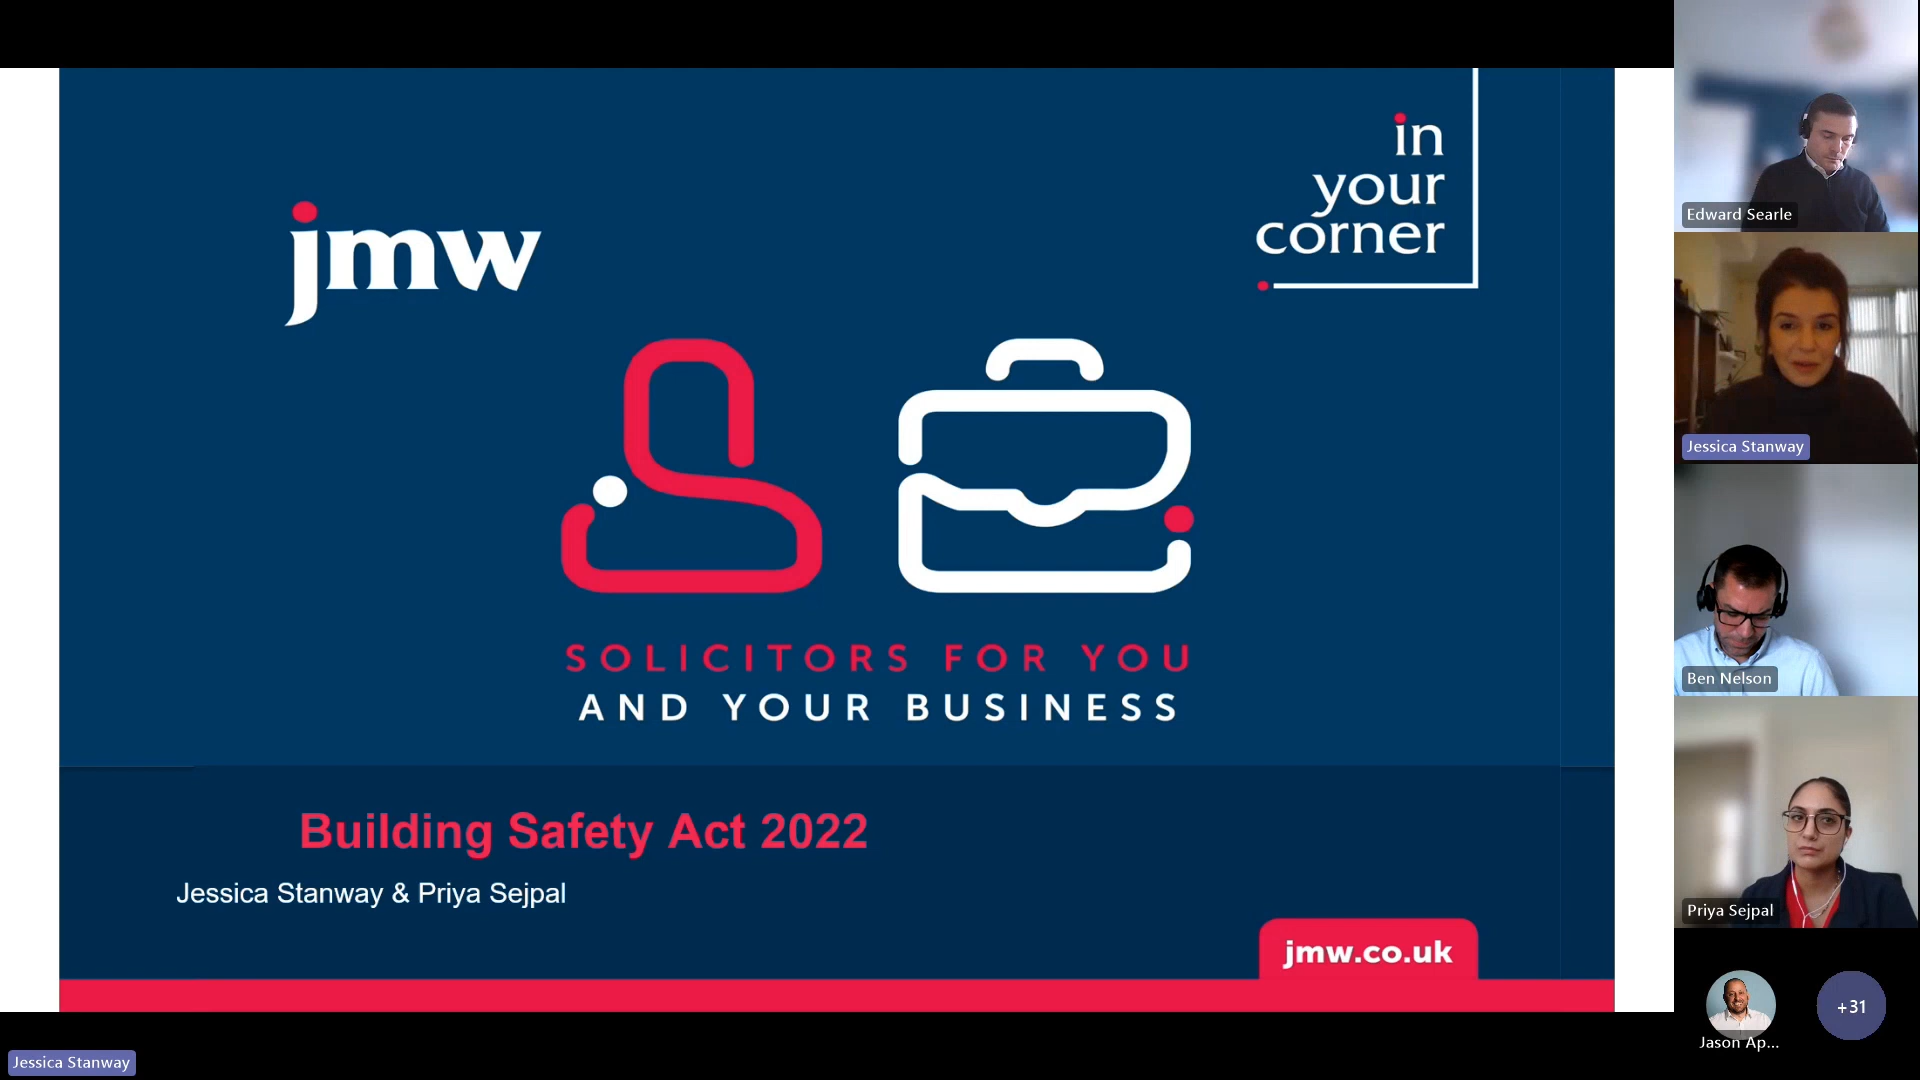 jmw
in
your
corner
SOLICITORS FOR YOU
AND YOUR BUSINESS
Building Safety Act 2022
Jessica Stanway & Priya Sejpal
jmw.co.uk
Jessica Stanway
Edward Searle
Jessica Stanway
Ben Nelson
Priya Sejpal
Jason Ap...
+31